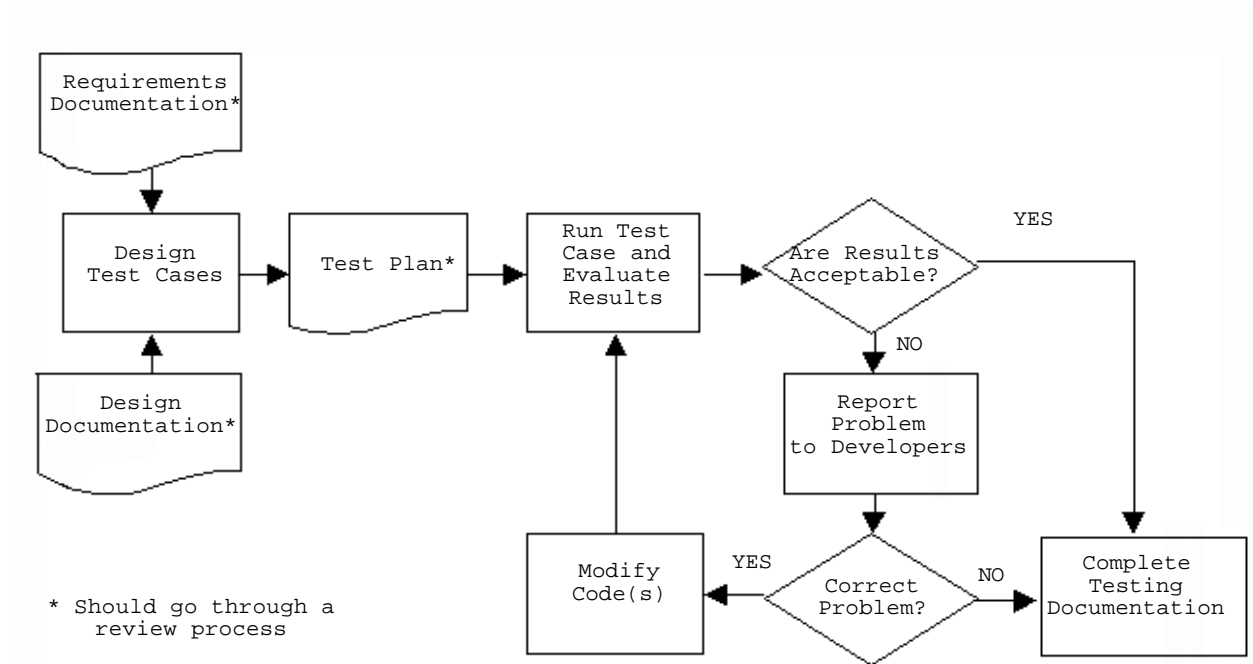 Requirements
Documentation*
Design
Test Cases
Design
Documentation*
Test Plan*
Run Test
Case and
Evaluate
Results
Are Results
Acceptable?
YES
NO
Report
Problem
to Developers
Correct
Problem?
YES
NO
Modify
Code(s)
Complete
Testing
Documentation
* Should go through a
review process